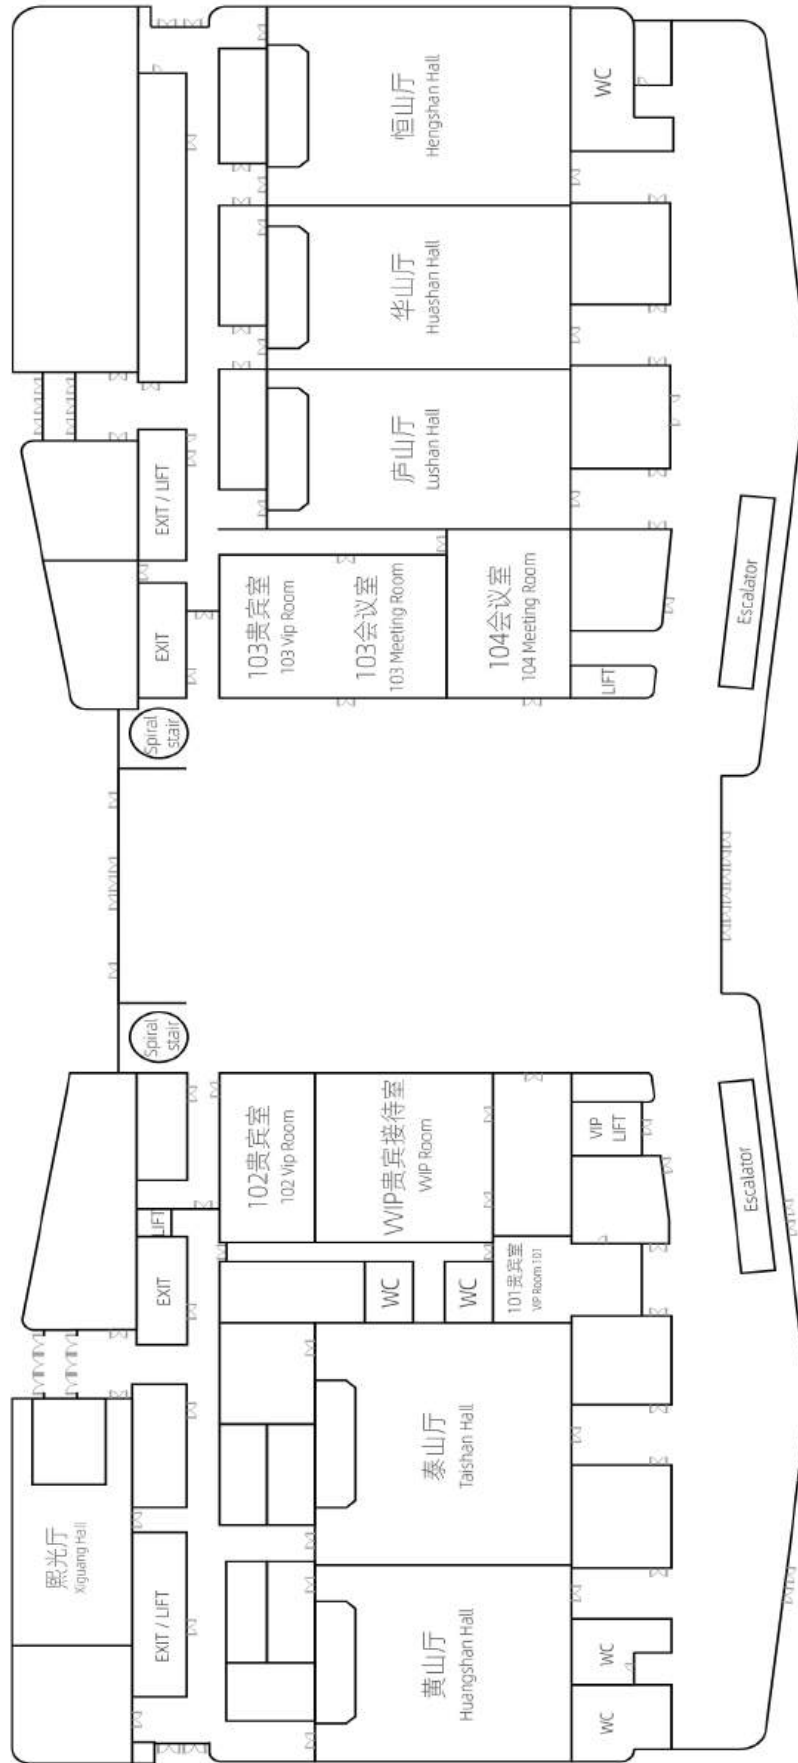 恒山厅
Hengshan Hall
WC
华山厅
Huashan Hall
庐山厅
Lushan Hall
EXIT / LIFT
EXIT
103贵宾室
103 Vip Room
103会议室
103 Meeting Room
104会议室
104 Meeting Room
LIFT
Escalator
Spiral
stair
Spiral
stair
102贵宾室
102 Vip Room
VVIP贵宾接待室
VVIP Room
VIP
LIFT
Escalator
LIFT
EXIT
WC
WC
101贵宾室
VIP Room 101
泰山厅
Taishan Hall
熙光厅
Xiguang Hall
EXIT / LIFT
黄山厅
Huangshan Hall
WC
WC